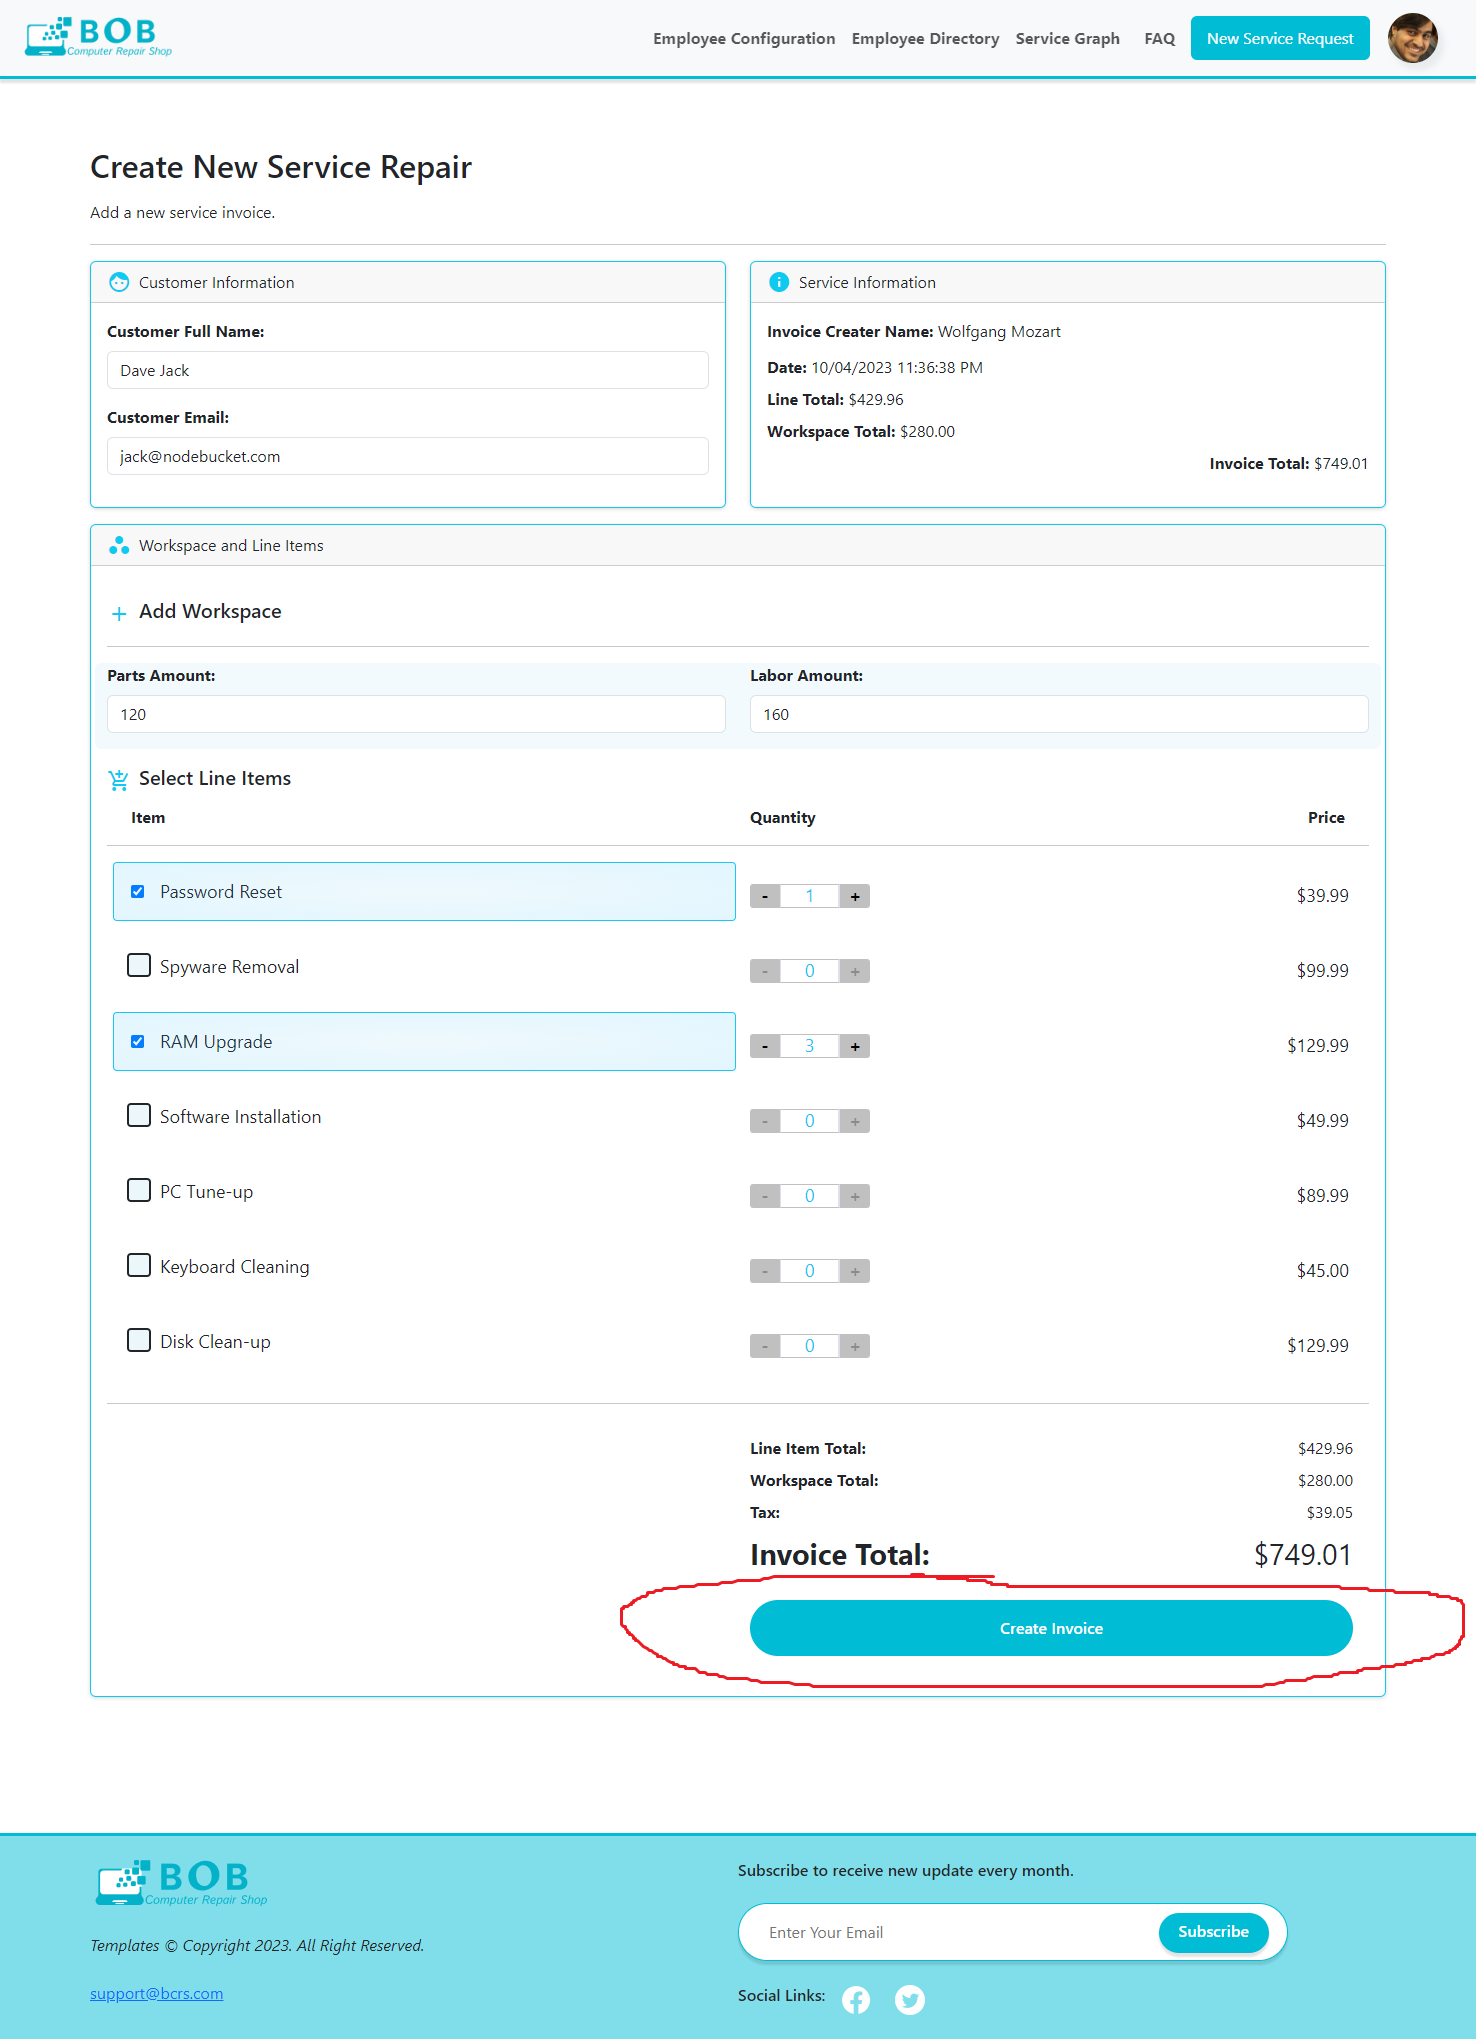 BOB
Computer Repair Shop
Employee Configuration
Employee Directory
Service Graph
FAQ
New Service Request
Create New Service Repair
Add a new service invoice.
Customer Information
Customer Full Name:
Dave Jack
Customer Email:
jack@nodebucket.com
Service Information
Invoice Creater Name: Wolfgang Mozart
Date: 10/04/2023 11:36:38 PM
Line Total: $429.96
Workspace Total: $280.00
Invoice Total: $749.01
Workspace and Line Items
+ Add Workspace
Parts Amount:
120
Labor Amount:
160
Select Line Items
Item Quantity Price
Password Reset - 1 + $39.99
Spyware Removal - 0 + $99.99
RAM Upgrade - 3 + $129.99
Software Installation - 0 + $49.99
PC Tune-up - 0 + $89.99
Keyboard Cleaning - 0 + $45.00
Disk Clean-up - 0 + $129.99
Line Item Total: $429.96
Workspace Total: $280.00
Tax: $39.05
Invoice Total: $749.01
Create Invoice
BOB
Computer Repair Shop
Templates © Copyright 2023. All Right Reserved.
support@bcrs.com
Subscribe to receive new update every month.
Enter Your Email
Subscribe
Social Links: